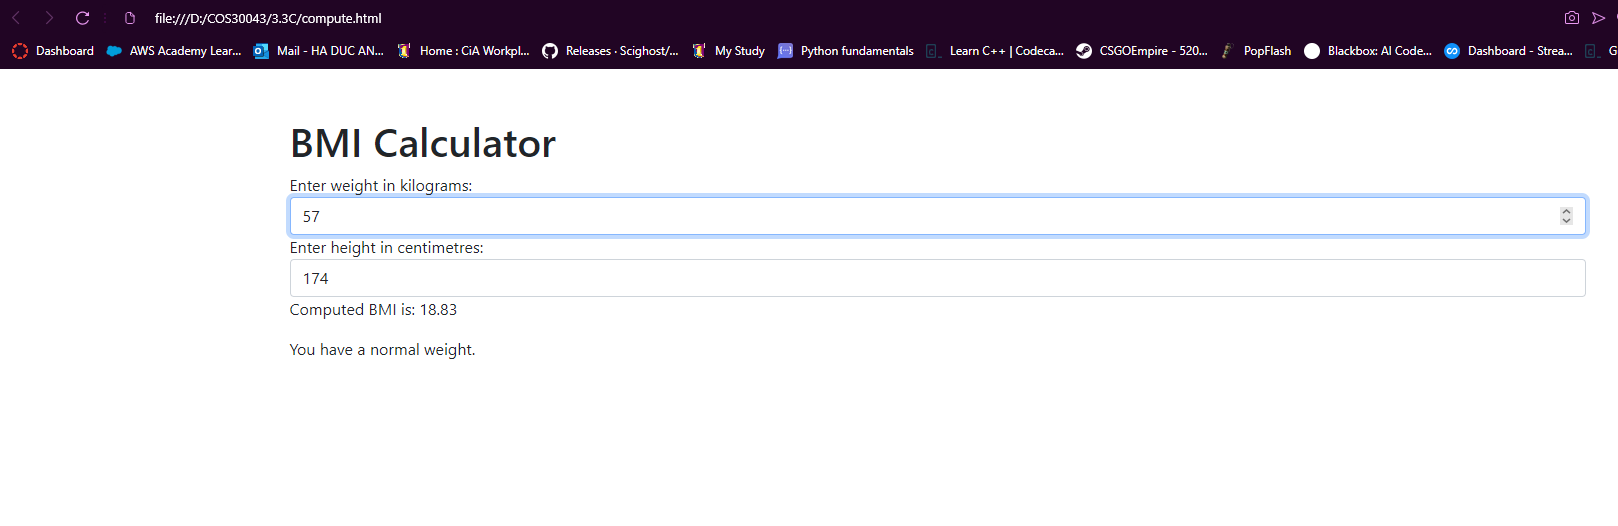 file:///D:/COS30043/3.3C/compute.html
Dashboard AWS Academy Lear... Mail - HA DUC AN... Home : CiA Workpl... Releases · Scighost/... My Study Python fundamentals Learn C++ | Codeca... CSGOEmpire - 520... PopFlash Blackbox: AI Code... Dashboard - Strea... G
BMI Calculator
Enter weight in kilograms:
57
Enter height in centimetres:
174
Computed BMI is: 18.83
You have a normal weight.